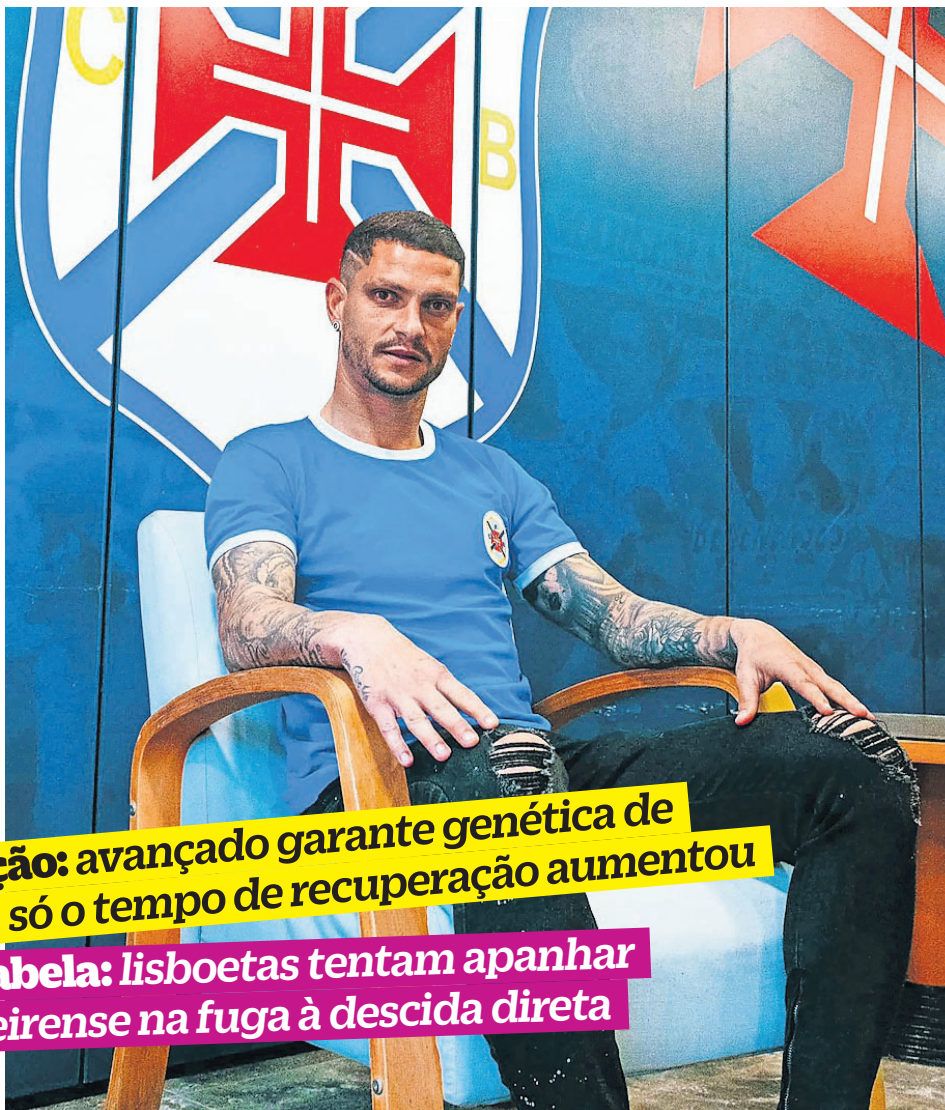 C
B
ção: avançado garante genética de
só o tempo de recuperação aumentou
abela: lisboetas tentam apanhar
eirense na fuga à descida direta